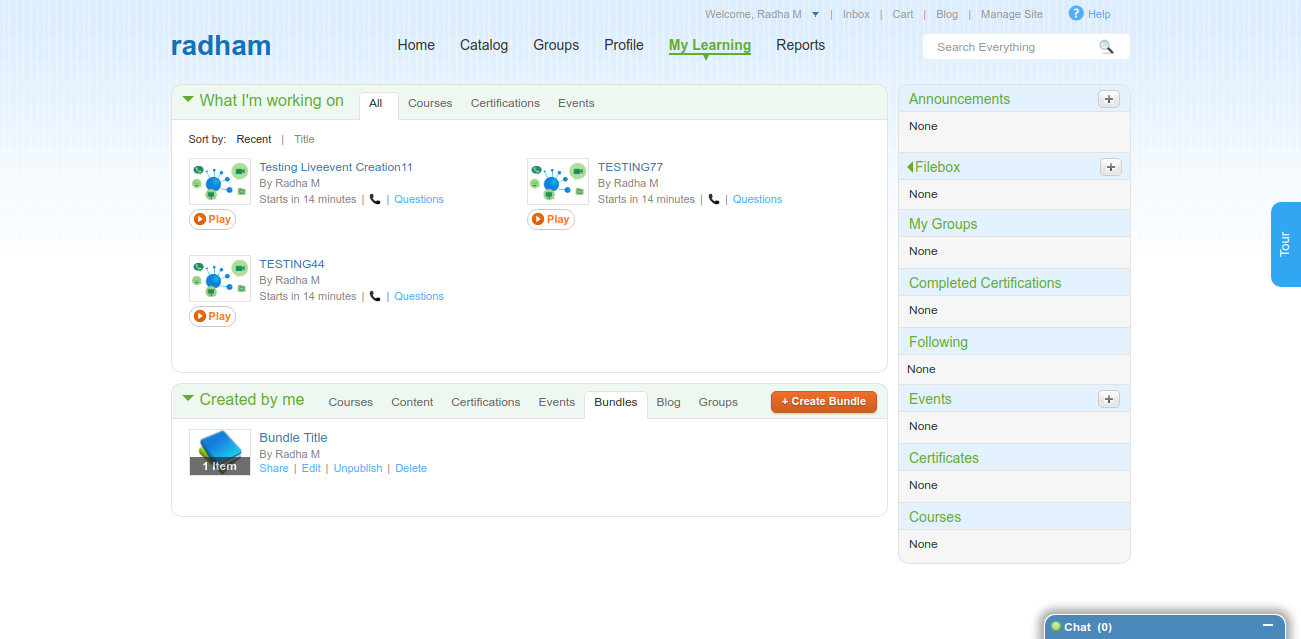 Welcome, Radha M | Inbox | Cart | Blog | Manage Site ? Help
radham
Home Catalog Groups Profile My Learning Reports
Search Everything
What I'm working on All Courses Certifications Events
Sort by: Recent | Title
Testing Liveevent Creation11
By Radha M
Starts in 14 minutes | | Questions
Play
TESTING77
By Radha M
Starts in 14 minutes | | Questions
Play
TESTING44
By Radha M
Starts in 14 minutes | | Questions
Play
Created by me Courses Content Certifications Events Bundles Blog Groups + Create Bundle
Bundle Title
By Radha M
Share | Edit | Unpublish | Delete
1 Item
Announcements +
None
Filebox +
None
My Groups
None
Completed Certifications
None
Following
None
Events +
None
Certificates
None
Courses
None
Tour
Chat (0)